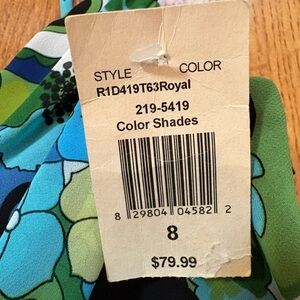 STYLE COLOR
R1D419T63Royal
219-5419
Color Shades
8 29804 04582 2
8
$79.99